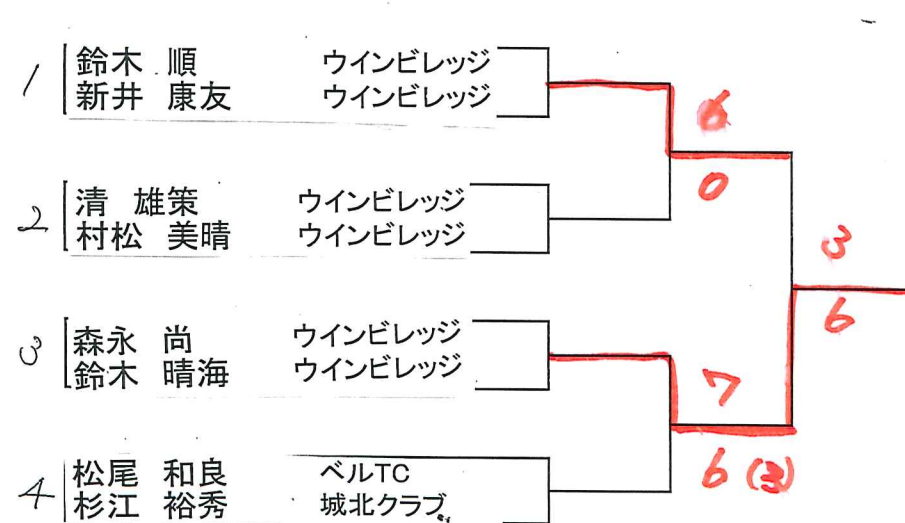 1 鈴木 順 ウインビレッジ
新井 康友 ウインビレッジ
6
0
2 清 雄策 ウインビレッジ
村松 美晴 ウインビレッジ
3
6
3 森永 尚 ウインビレッジ
鈴木 晴海 ウインビレッジ
7
6 (3)
4 松尾 和良 ベルTC
杉江 裕秀 城北クラブ